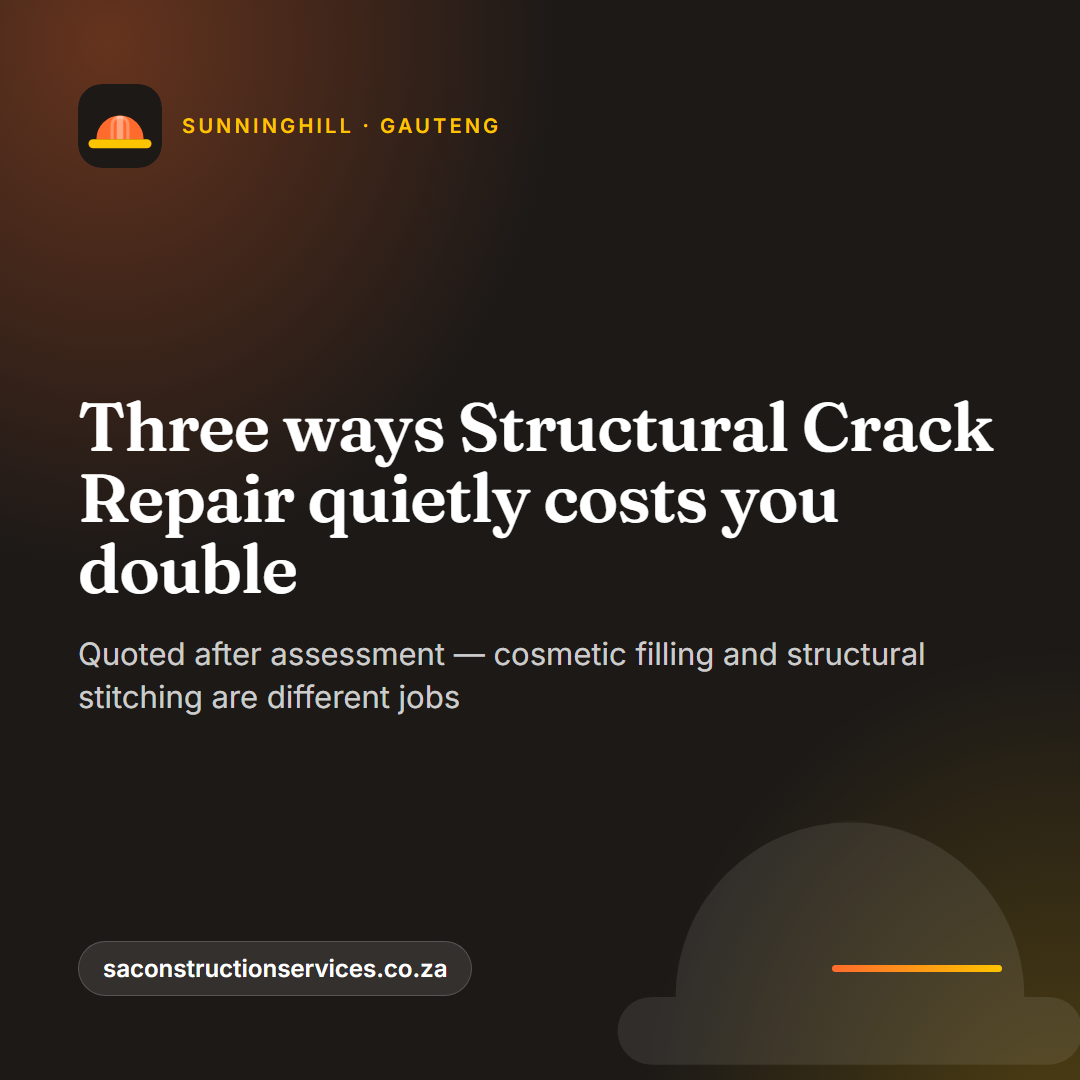 SUNNINGHILL · GAUTENG
Three ways Structural Crack
Repair quietly costs you
double
Quoted after assessment — cosmetic filling and structural
stitching are different jobs
saconstructionservices.co.za